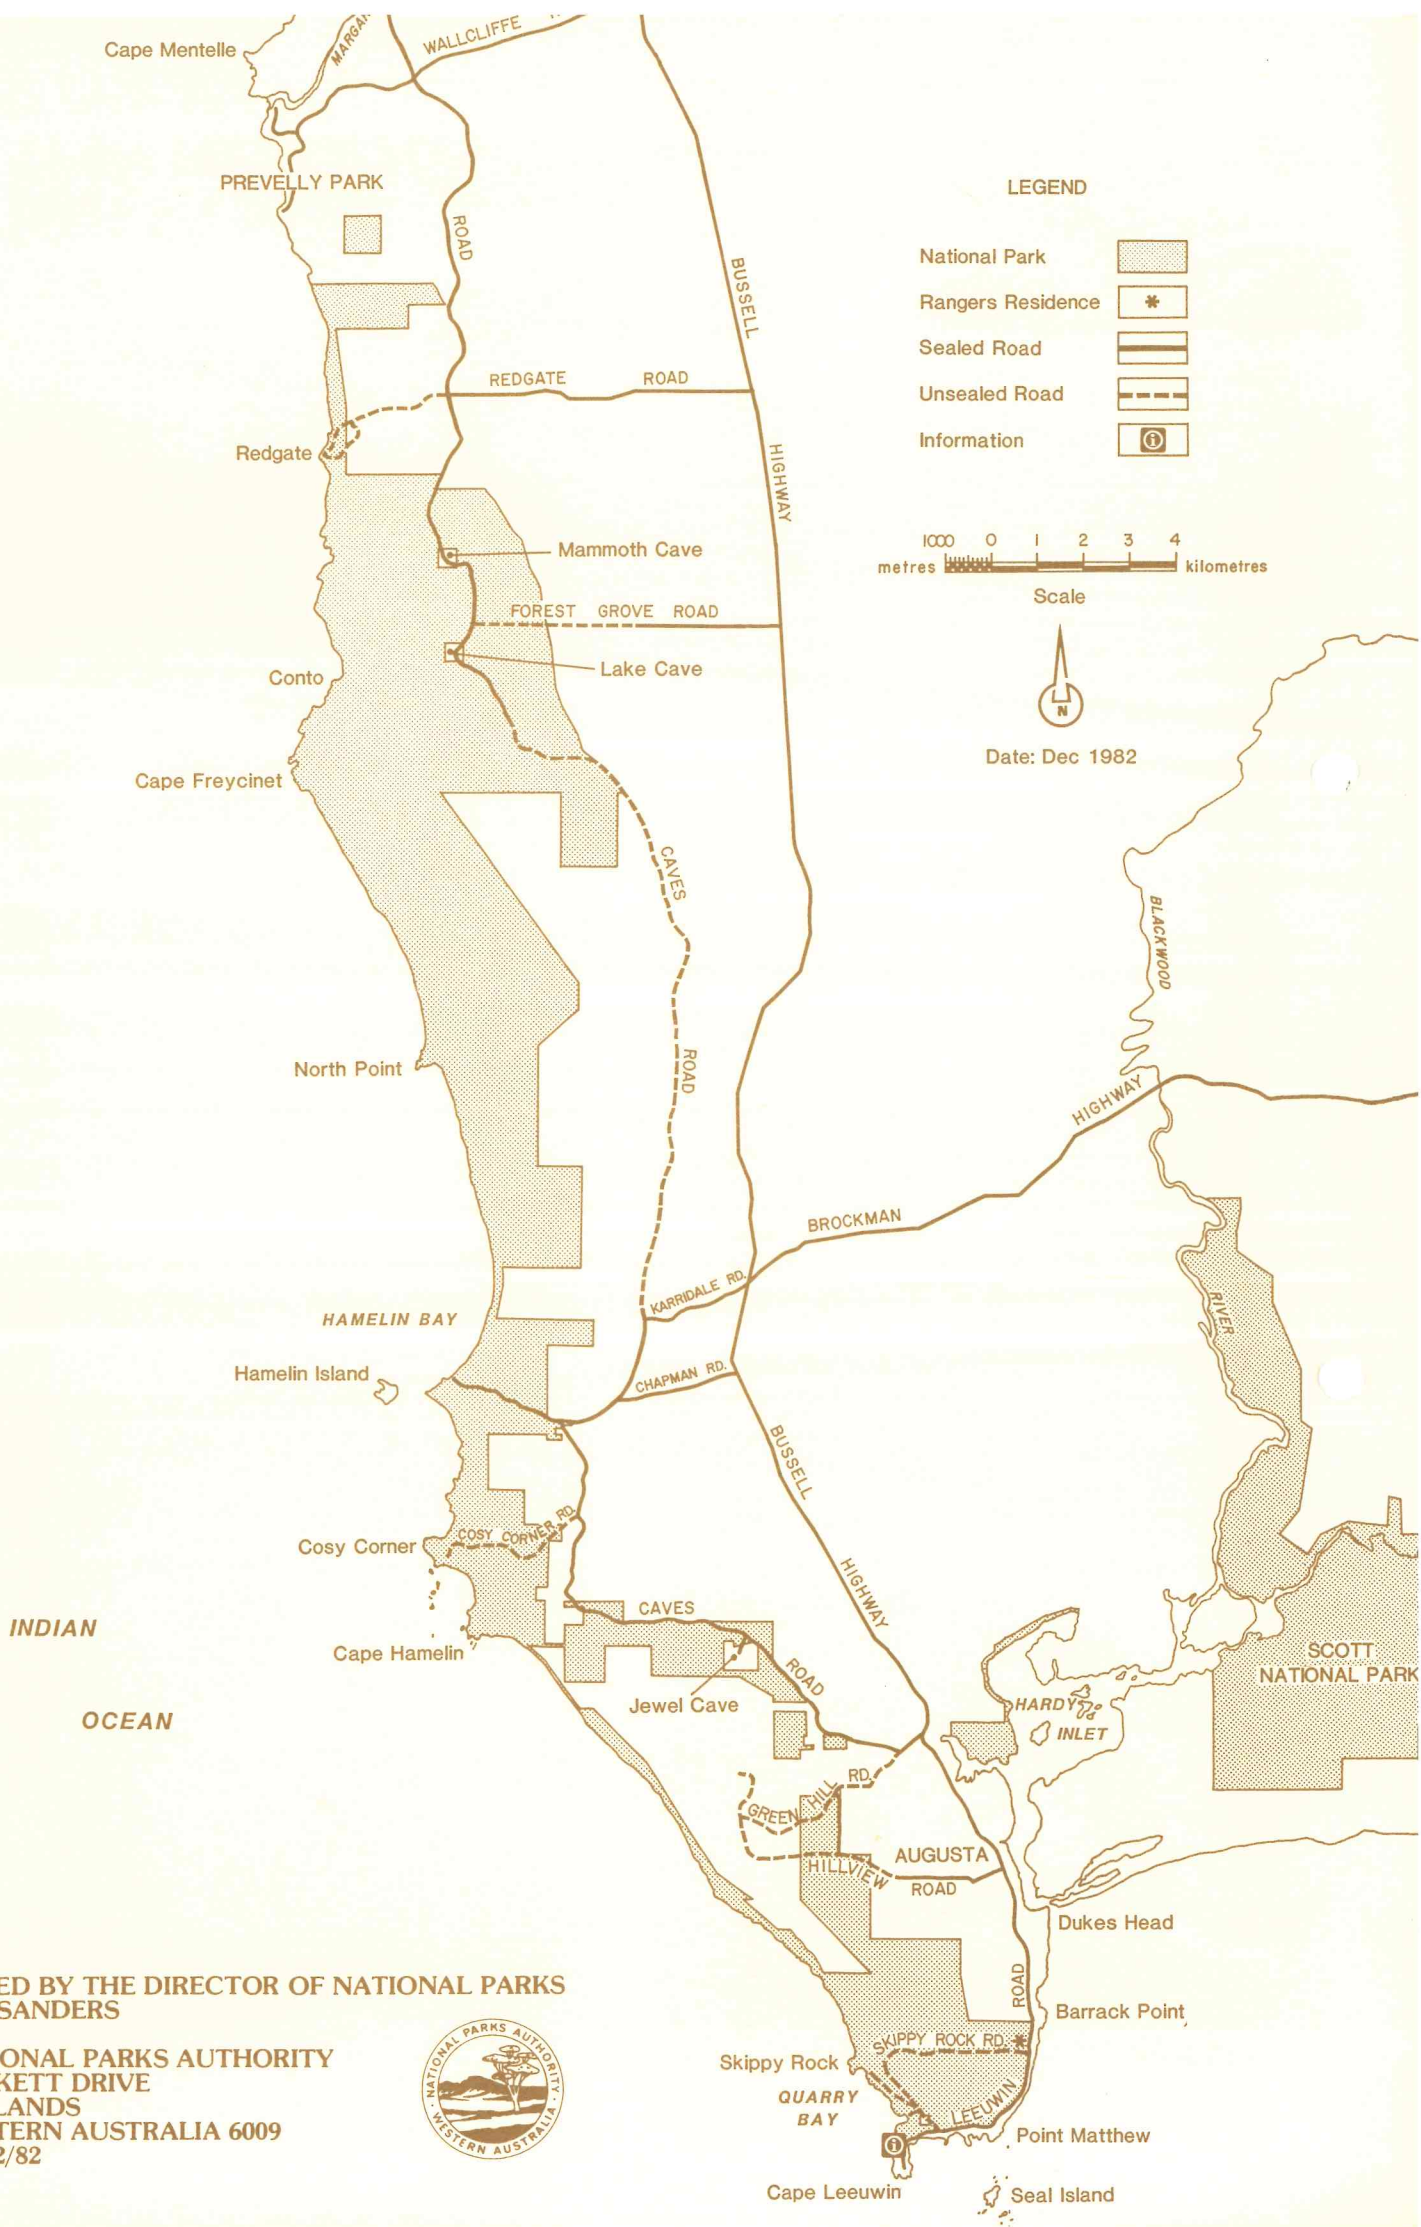 Cape Mentelle
WALLCLIFFE
PREVELLY PARK
ROAD
BUSSELL
HIGHWAY
REDGATE ROAD
Redgate
Mammoth Cave
FOREST GROVE ROAD
Lake Cave
Conto
Cape Freycinet
CAVES
ROAD
North Point
LEGEND
National Park
Rangers Residence
Sealed Road
Unsealed Road
Information
1000 0 1 2 3 4
metres kilometres
Scale
N
Date: Dec 1982
BLACKWOOD
RIVER
BROCKMAN
HIGHWAY
KARRIDALE RD.
CHAPMAN RD.
HAMELIN BAY
Hamelin Island
BUSSELL
HIGHWAY
COSY CORNER RD.
Cosy Corner
INDIAN
OCEAN
Cape Hamelin
CAVES
ROAD
Jewel Cave
SCOTT
NATIONAL PARK
HARDY
INLET
GREEN HILL RD.
HILLVIEW
ROAD
AUGUSTA
Dukes Head
ROAD
Barrack Point
SKIPPY ROCK RD.
Skippy Rock
QUARRY
BAY
LEEUWIN
Point Matthew
Cape Leeuwin
Seal Island
ED BY THE DIRECTOR OF NATIONAL PARKS
SANDERS
ONAL PARKS AUTHORITY
KETT DRIVE
LANDS
TERN AUSTRALIA 6009
2/82
NATIONAL PARKS AUTHORITY
WESTERN AUSTRALIA